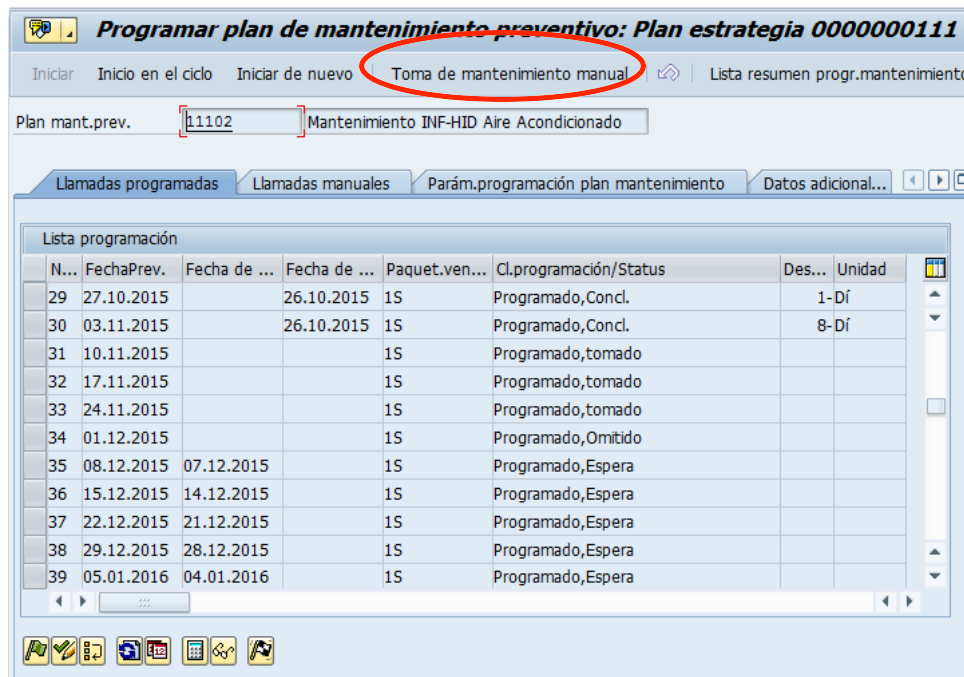 Programar plan de mantenimiento preventivo: Plan estrategia 0000000111
Iniciar Inicio en el ciclo Iniciar de nuevo Toma de mantenimiento manual Lista resumen progr.mantenimiento
Plan mant.prev. 11102 Mantenimiento INF-HID Aire Acondicionado
Llamadas programadas Llamadas manuales Parám.programación plan mantenimiento Datos adicional...
Lista programación
N... FechaPrev. Fecha de ... Fecha de ... Paquet.ven... Cl.programación/Status Des... Unidad
29 27.10.2015 26.10.2015 1S Programado,Concl. 1- Dí
30 03.11.2015 26.10.2015 1S Programado,Concl. 8- Dí
31 10.11.2015 1S Programado,tomado
32 17.11.2015 1S Programado,tomado
33 24.11.2015 1S Programado,tomado
34 01.12.2015 1S Programado,Omitido
35 08.12.2015 07.12.2015 1S Programado,Espera
36 15.12.2015 14.12.2015 1S Programado,Espera
37 22.12.2015 21.12.2015 1S Programado,Espera
38 29.12.2015 28.12.2015 1S Programado,Espera
39 05.01.2016 04.01.2016 1S Programado,Espera